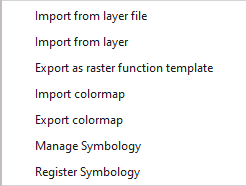 Import from layer file
Import from layer
Export as raster function template
Import colormap
Export colormap
Manage Symbology
Register Symbology